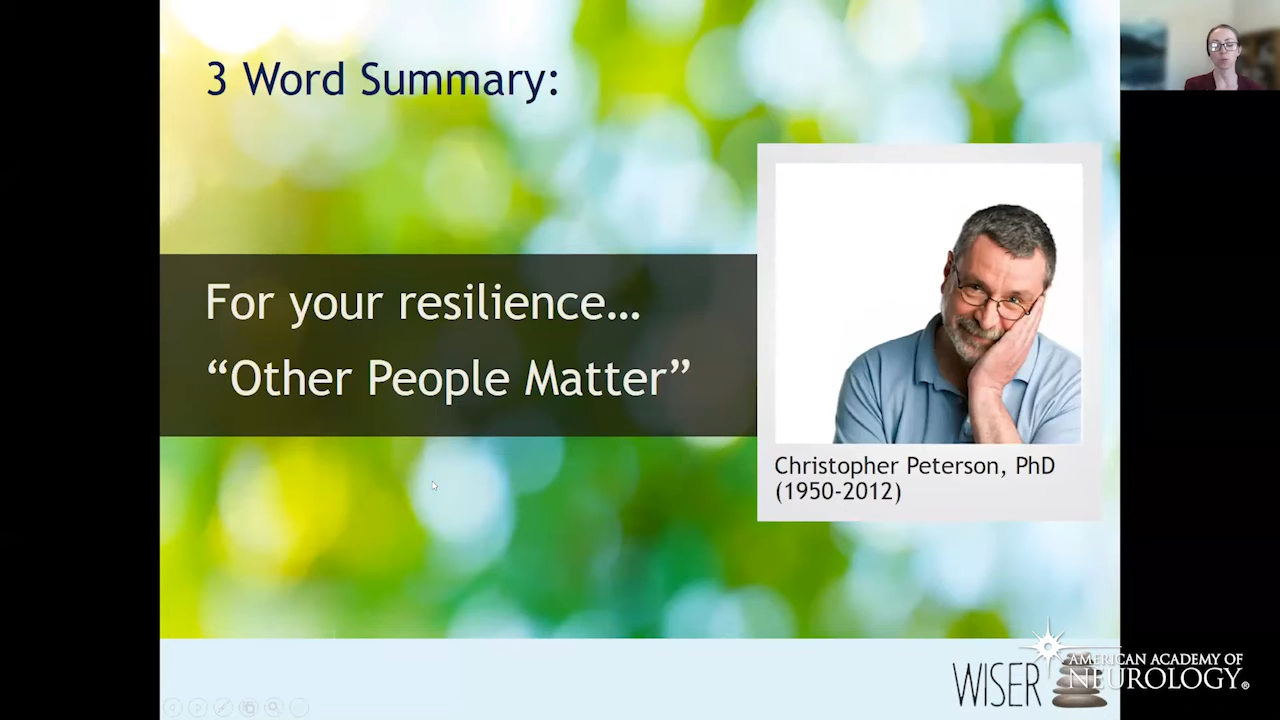 3 Word Summary:
For your resilience…
“Other People Matter”
Christopher Peterson, PhD
(1950-2012)
WISER
AMERICAN ACADEMY OF
NEUROLOGY®